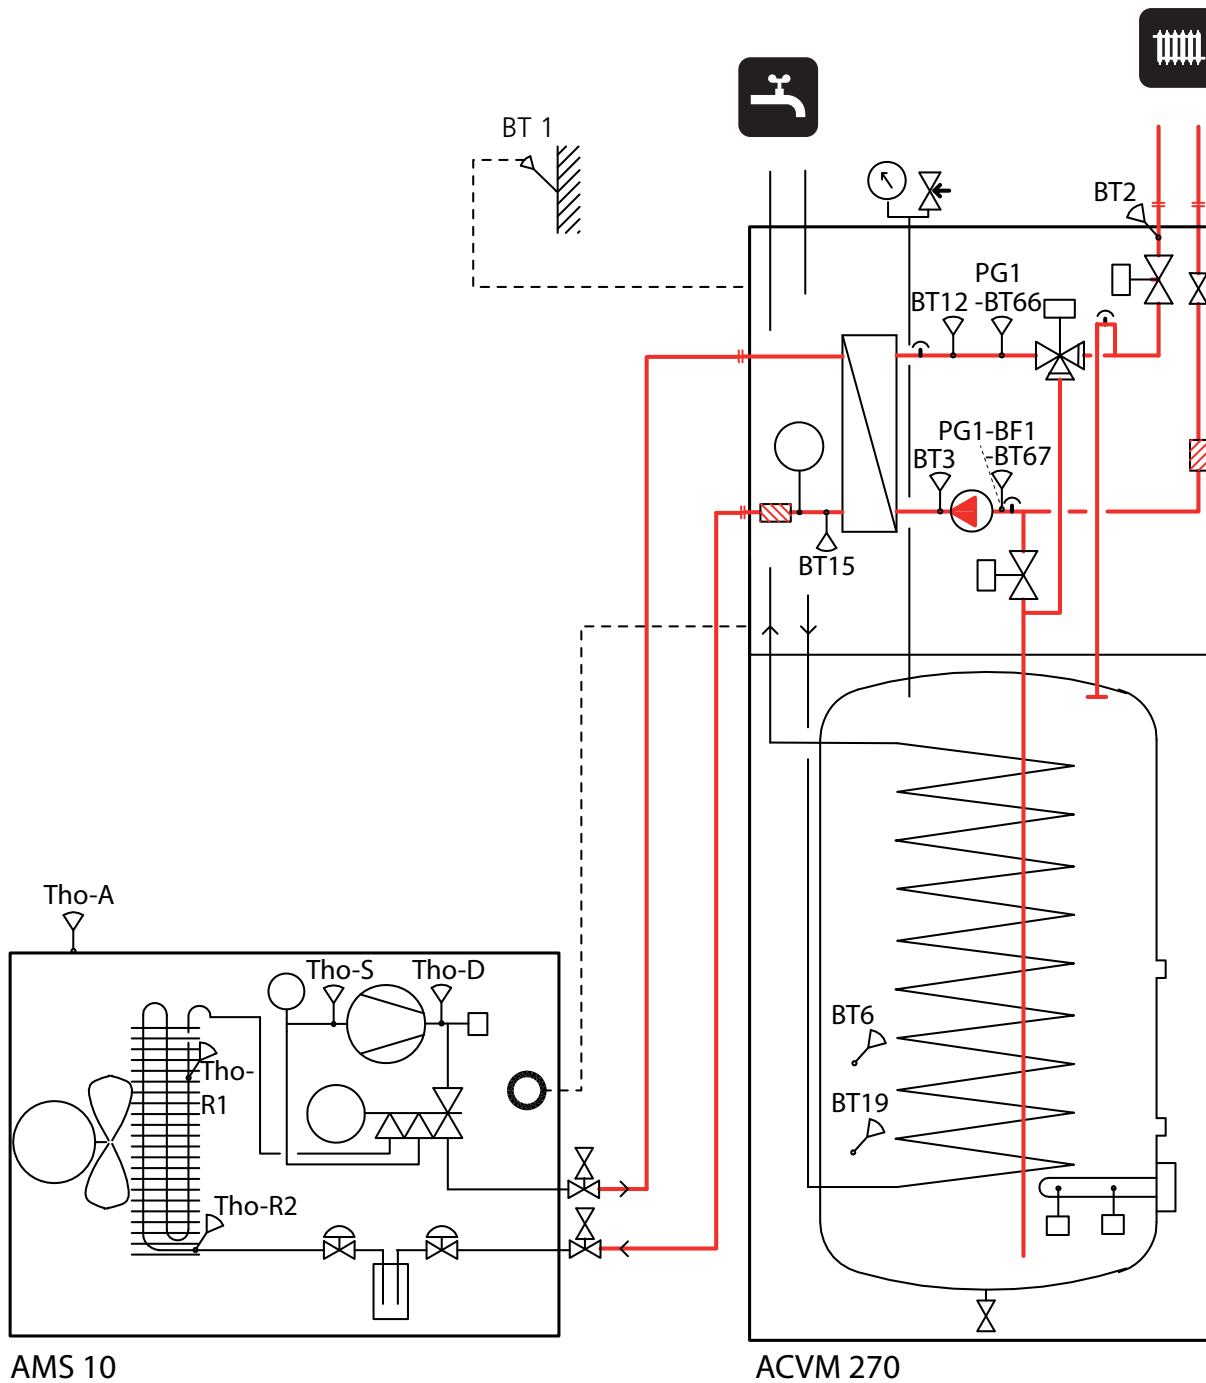 BT 1
BT2
PG1
BT12 -BT66
PG1-BF1
BT3 -BT67
BT15
Tho-A
Tho-S Tho-D
BT6
Tho-
R1
BT19
Tho-R2
AMS 10
ACVM 270